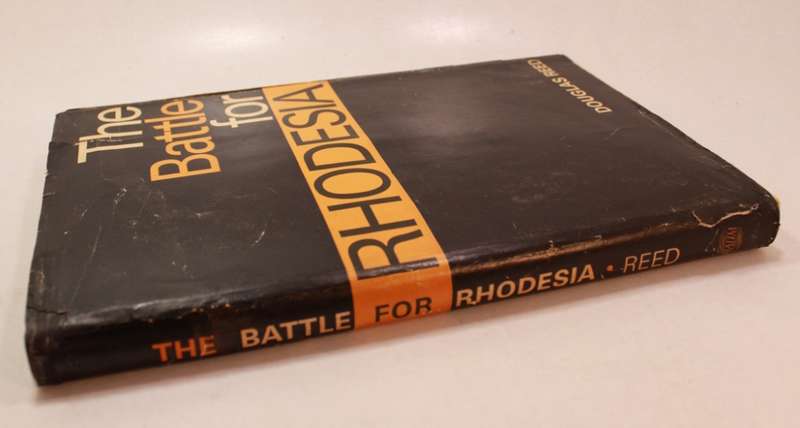 The
Battle
for
RHODESIA
DOUGLAS REED
THE BATTLE FOR RHODESIA • REED